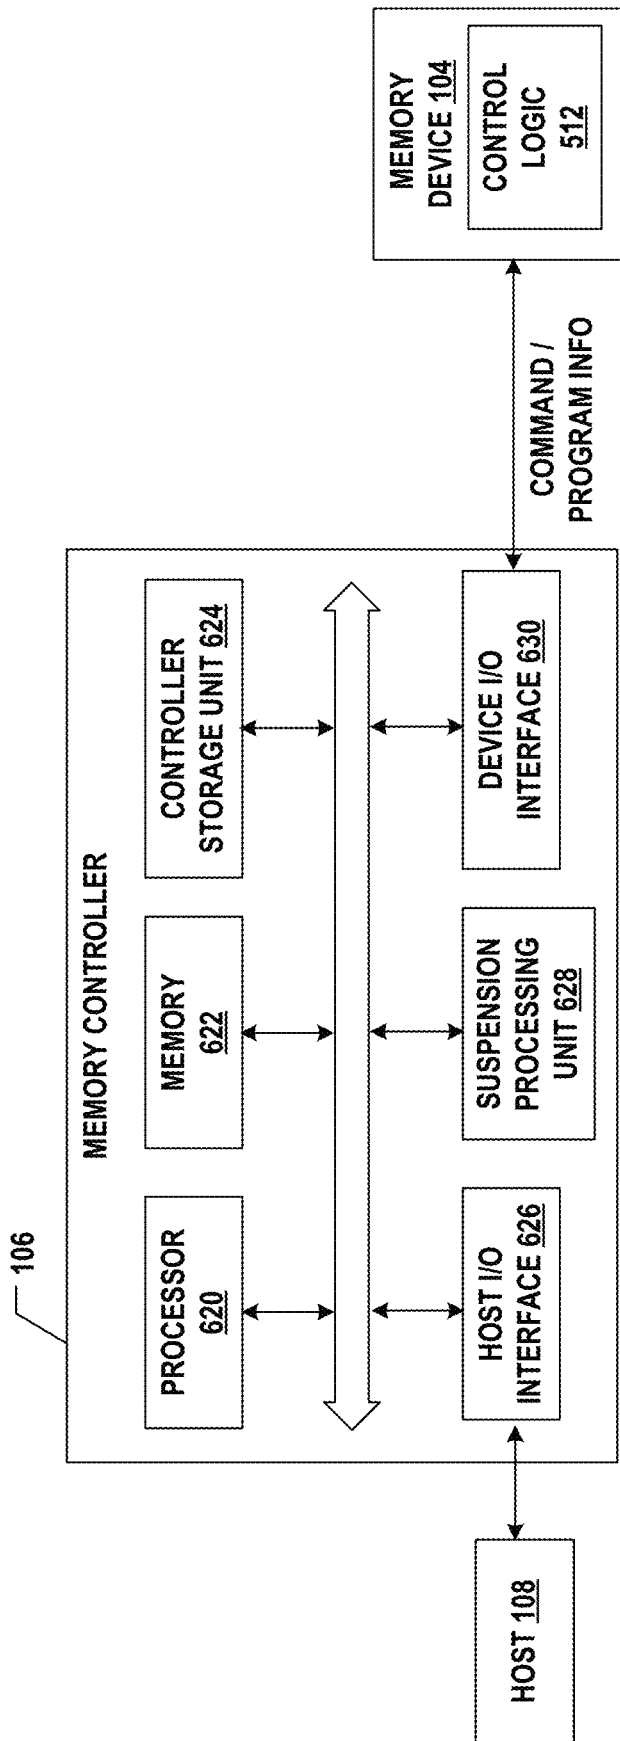 106
MEMORY CONTROLLER
PROCESSOR
620
MEMORY
622
CONTROLLER
STORAGE UNIT 624
HOST 108
HOST I/O
INTERFACE 626
SUSPENSION
PROCESSING
UNIT 628
DEVICE I/O
INTERFACE 630
COMMAND /
PROGRAM INFO
MEMORY
DEVICE 104
CONTROL
LOGIC
512